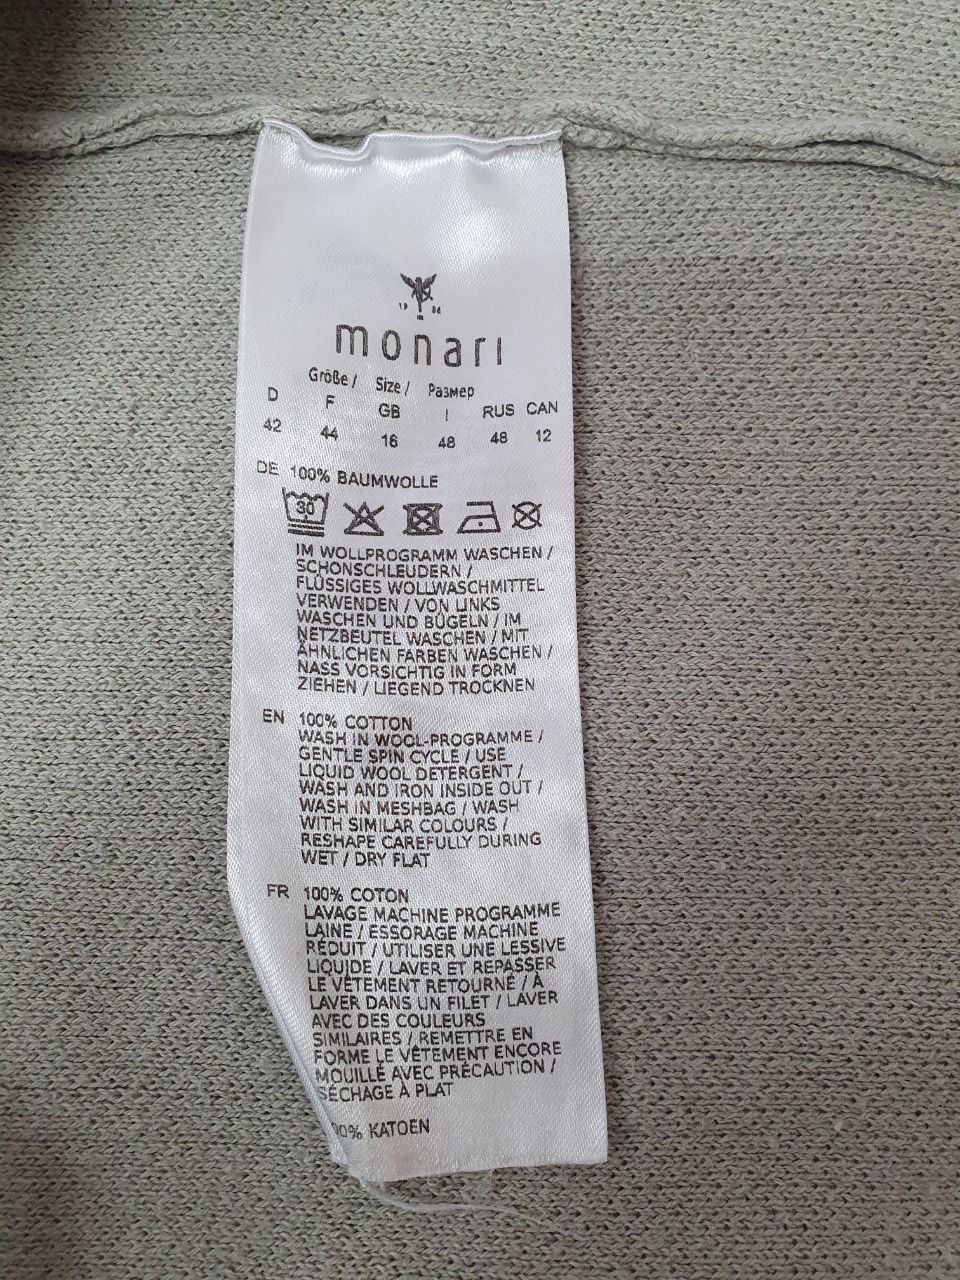 19 86
monari
Größe / Size / Размер
D F GB I RUS CAN
42 44 16 48 48 12
DE 100% BAUMWOLLE
30
IM WOLLPROGRAMM WASCHEN /
SCHONSCHLEUDERN /
FLÜSSIGES WOLLWASCHMITTEL
VERWENDEN / VON LINKS
WASCHEN UND BÜGELN / IM
NETZBEUTEL WASCHEN / MIT
ÄHNLICHEN FARBEN WASCHEN /
NASS VORSICHTIG IN FORM
ZIEHEN / LIEGEND TROCKNEN
EN 100% COTTON
WASH IN WOOL-PROGRAMME /
GENTLE SPIN CYCLE / USE
LIQUID WOOL DETERGENT /
WASH AND IRON INSIDE OUT /
WASH IN MESHBAG / WASH
WITH SIMILAR COLOURS /
RESHAPE CAREFULLY DURING
WET / DRY FLAT
FR 100% COTON
LAVAGE MACHINE PROGRAMME
LAINE / ESSORAGE MACHINE
RÉDUIT / UTILISER UNE LESSIVE
LIQUIDE / LAVER ET REPASSER
LE VÊTEMENT RETOURNÉ / À
LAVER DANS UN FILET / LAVER
AVEC DES COULEURS
SIMILAIRES / REMETTRE EN
FORME LE VÊTEMENT ENCORE
MOUILLÉ AVEC PRÉCAUTION /
SÉCHAGE À PLAT
00% KATOEN